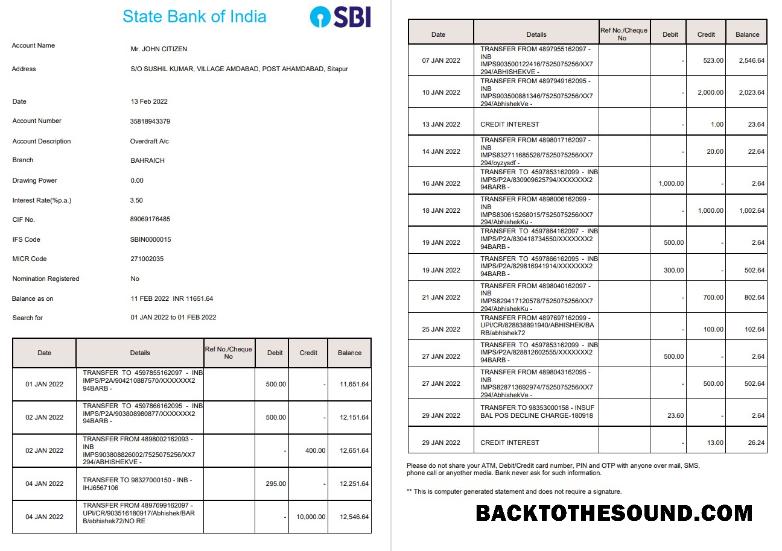 State Bank of India
SBI
Account Name Mr. JOHN CITIZEN
Address S/O SUSHIL KUMAR, VILLAGE AMDABAD, POST AHAMDABAD, Sitapur
Date 13 Feb 2022
Account Number 35818943379
Account Description Overdraft A/c
Branch BAHRAICH
Drawing Power 0.00
Interest Rate(%p.a.) 3.50
CIF No. 89069176485
IFS Code SBIN0000015
MICR Code 271002035
Nomination Registered No
Balance as on 11 FEB 2022 INR 11651.64
Search for 01 JAN 2022 to 01 FEB 2022
Date Details Ref No./Cheque No Debit Credit Balance
TRANSFER TO 4597855162097 - INB
01 JAN 2022 IMPS/P2A/904210887570/XXXXXXX2 500.00 - 11,651.64
94BARB -
TRANSFER TO 4597866162095 - INB
02 JAN 2022 IMPS/P2A/903808980877/XXXXXXX2 500.00 - 12,151.64
94BARB -
TRANSFER FROM 4898002162093 -
INB
02 JAN 2022 IMPS903808826002/7525075256/XX7 - 400.00 12,651.64
294/ABHISHEKVE -
04 JAN 2022 TRANSFER TO 98327000150 - INB - 295.00 - 12,251.64
IHJ6567106
TRANSFER FROM 4897699162097 -
04 JAN 2022 UPI/CR/903516180917/Abhishek/BAR - 10,000.00 12,546.64
B/abhishek72/NO RE
Date Details Ref No./Cheque No Debit Credit Balance
TRANSFER FROM 4897955162097 -
INB
07 JAN 2022 IMPS903500122416/7525075256/XX7 - 523.00 2,546.64
294/ABHISHEKVE -
TRANSFER FROM 4897949162095 -
INB
10 JAN 2022 IMPS903500881346/7525075256/XX7 - 2,000.00 2,023.64
294/AbhishekVe -
13 JAN 2022 CREDIT INTEREST - 1.00 23.64
TRANSFER FROM 4898017162097 -
INB
14 JAN 2022 IMPS832711685528/7525075256/XX7 - 20.00 22.64
294/oyzysdf -
TRANSFER TO 4597853162099 - INB
16 JAN 2022 IMPS/P2A/830909625794/XXXXXXX2 1,000.00 - 2.64
94BARB -
TRANSFER FROM 4898006162099 -
INB
18 JAN 2022 IMPS830615268015/7525075256/XX7 - 1,000.00 1,002.64
294/AbhishekKu -
TRANSFER TO 4597864162097 - INB
19 JAN 2022 IMPS/P2A/830418734550/XXXXXXX2 500.00 - 2.64
94BARB -
TRANSFER TO 4597866162095 - INB
19 JAN 2022 IMPS/P2A/829816941914/XXXXXXX2 300.00 - 502.64
94BARB -
TRANSFER FROM 4898040162097 -
INB
21 JAN 2022 IMPS829417120578/7525075256/XX7 - 700.00 802.64
294/AbhishekKu -
TRANSFER FROM 4897697162099 -
25 JAN 2022 UPI/CR/828838891940/ABHISHEK/BA - 100.00 102.64
RB/abhishek72
TRANSFER TO 4597853162099 - INB
27 JAN 2022 IMPS/P2A/828812602555/XXXXXXX2 500.00 - 2.64
94BARB -
TRANSFER FROM 4898043162095 -
INB
27 JAN 2022 IMPS828713692974/7525075256/XX7 - 500.00 502.64
294/AbhishekVe -
29 JAN 2022 TRANSFER TO 98353000158 - INSUF 23.60 - 2.64
BAL POS DECLINE CHARGE-180918
29 JAN 2022 CREDIT INTEREST - 13.00 26.24
Please do not share your ATM, Debit/Credit card number, PIN and OTP with anyone over mail, SMS,
phone call or anyother media. Bank never ask for such information.
** This is computer generated statement and does not require a signature.
BACKTOTHESOUND.COM